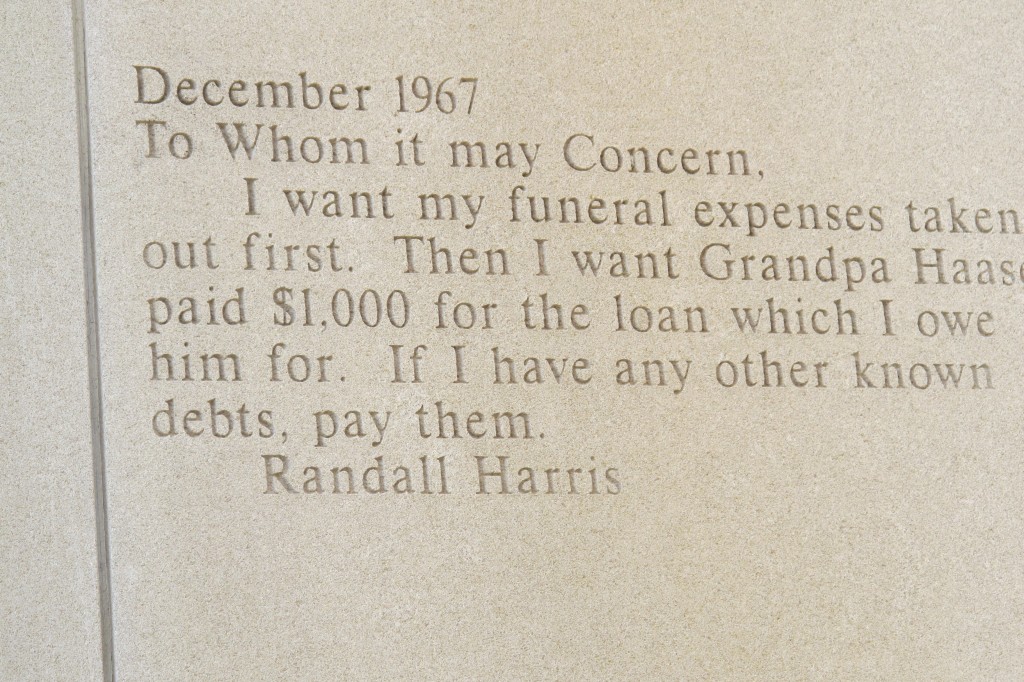 December 1967
To Whom it may Concern,
I want my funeral expenses taken
out first. Then I want Grandpa Haase
paid $1,000 for the loan which I owe
him for. If I have any other known
debts, pay them.
Randall Harris